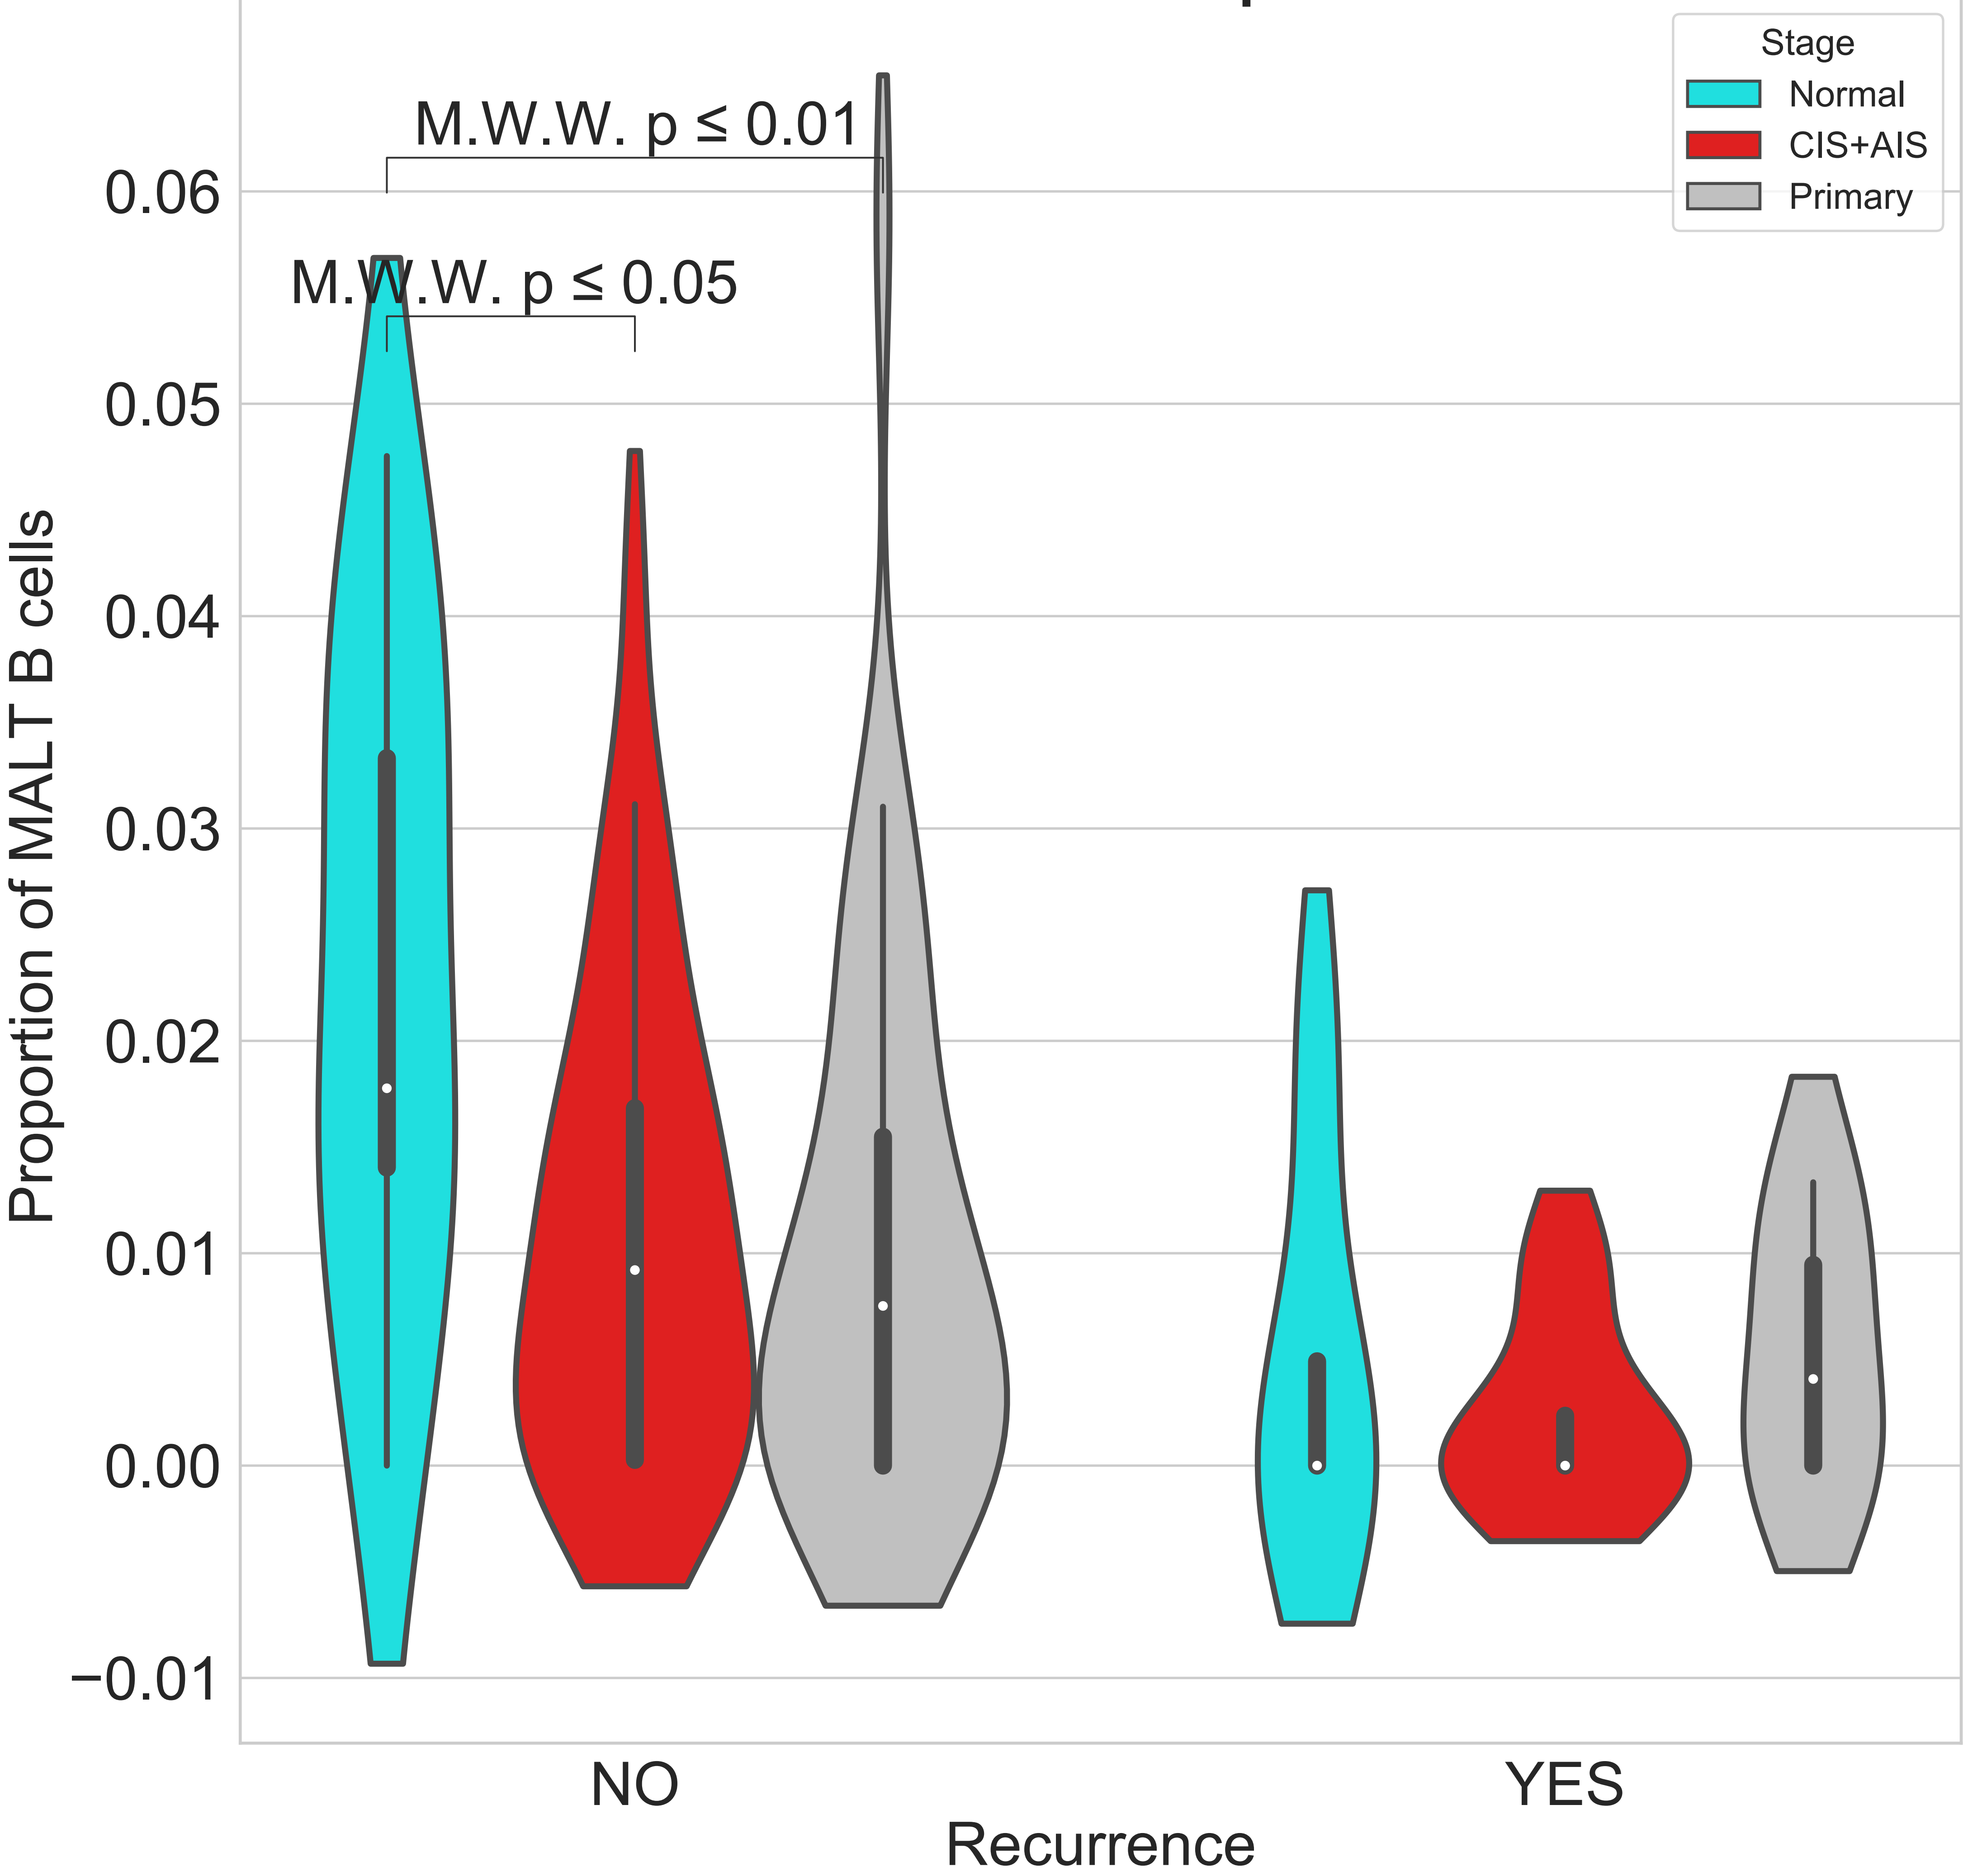 Stage
Normal
CIS+AIS
Primary
M.W.W. p ≤ 0.01
M.W.W. p ≤ 0.05
0.06
0.05
0.04
0.03
0.02
0.01
0.00
−0.01
Proportion of MALT B cells
NO
YES
Recurrence